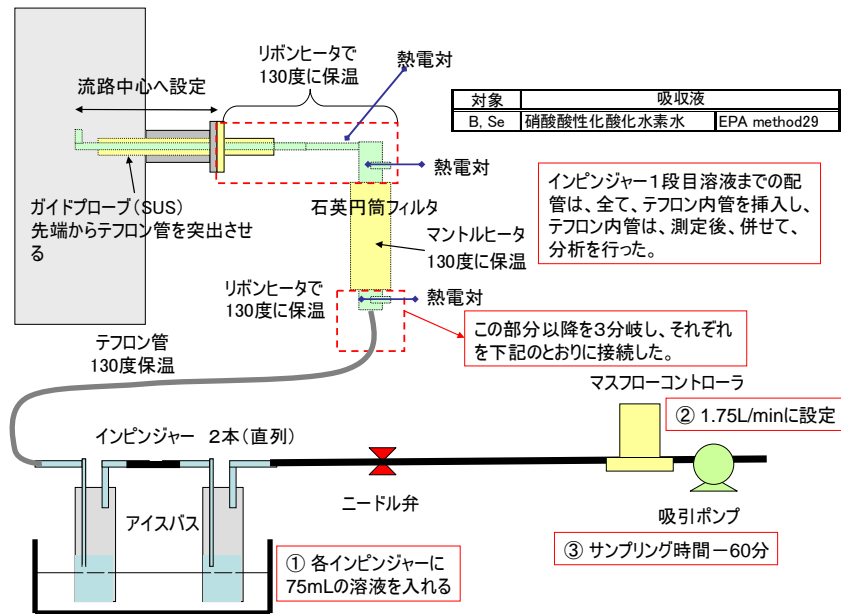 リボンヒータで
130度に保温
熱電対
流路中心へ設定
対象 吸収液
B, Se 硝酸酸性化酸化水素水 EPA method29
熱電対
ガイドプローブ（SUS）
先端からテフロン管を突出させ
る
石英円筒フィルタ
インピンジャー１段目溶液までの配
管は、全て、テフロン内管を挿入し、
テフロン内管は、測定後、併せて、
分析を行った。
マントルヒータ
130度に保温
リボンヒータで
130度に保温
熱電対
この部分以降を３分岐し、それぞれ
を下記のとおりに接続した。
テフロン管
130度保温
マスフローコントローラ
② 1.75L/minに設定
インピンジャー　２本（直列）
ニードル弁
アイスバス
吸引ポンプ
① 各インピンジャーに
75mLの溶液を入れる
③ サンプリング時間－60分